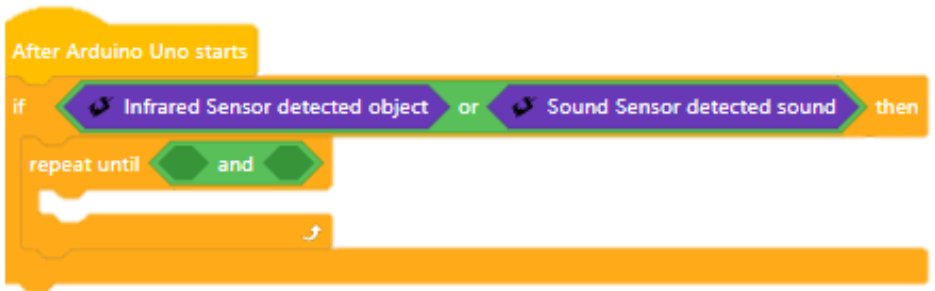 After Arduino Uno starts
if Infrared Sensor detected object or Sound Sensor detected sound then
repeat until and